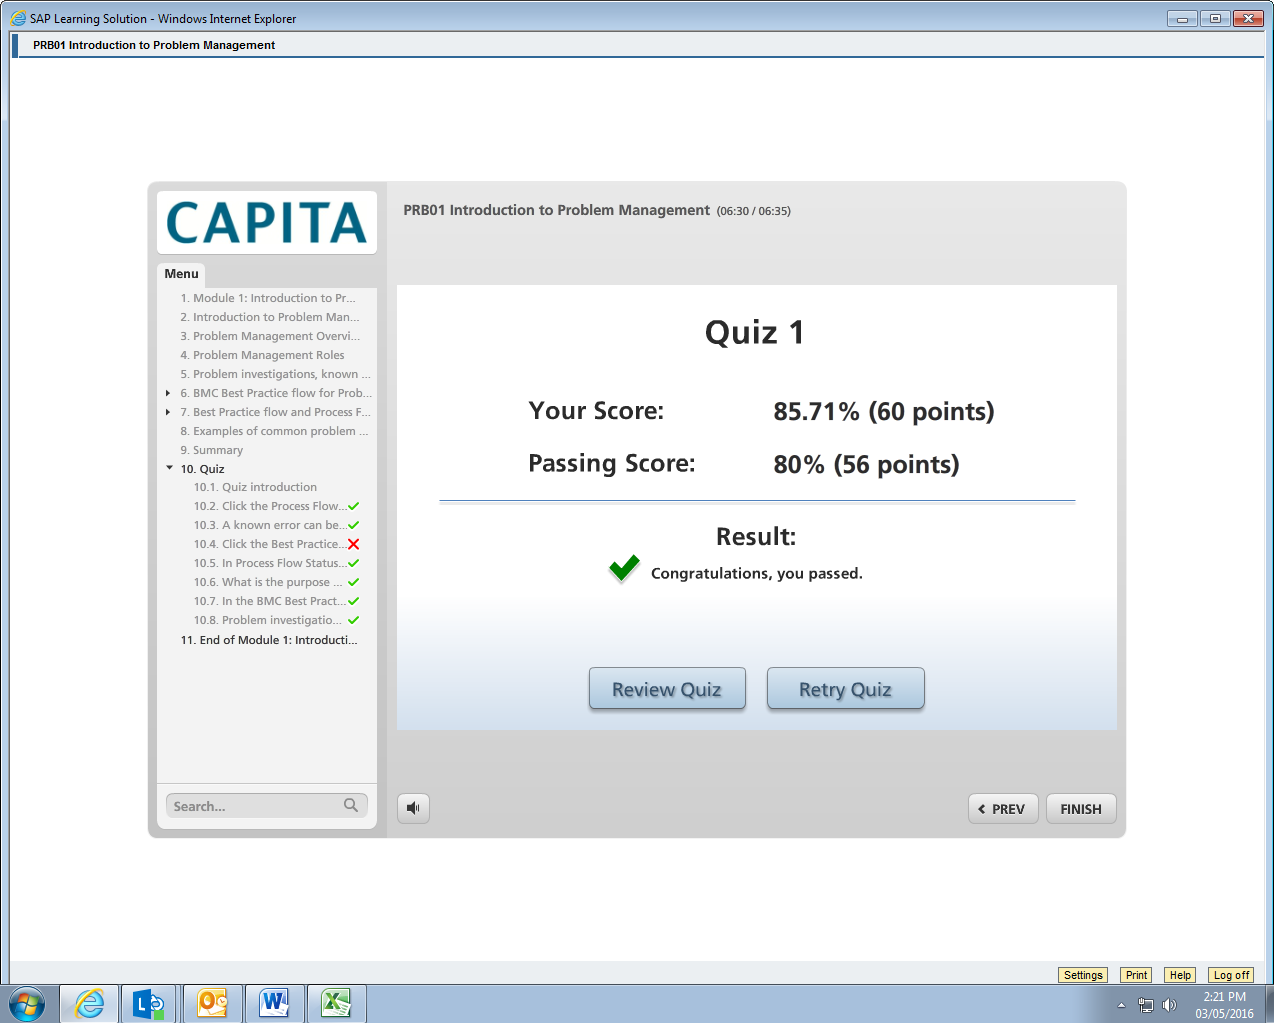 SAP Learning Solution - Windows Internet Explorer
PRB01 Introduction to Problem Management
CAPITA
PRB01 Introduction to Problem Management (06:30 / 06:35)
Menu
1. Module 1: Introduction to Pr...
2. Introduction to Problem Man...
3. Problem Management Overvi...
4. Problem Management Roles
5. Problem investigations, known ...
6. BMC Best Practice flow for Prob...
7. Best Practice flow and Process F...
8. Examples of common problem ...
9. Summary
10. Quiz
10.1. Quiz introduction
10.2. Click the Process Flow...
10.3. A known error can be...
10.4. Click the Best Practice...
10.5. In Process Flow Status...
10.6. What is the purpose ...
10.7. In the BMC Best Pract...
10.8. Problem investigatio...
11. End of Module 1: Introducti...
Search...
Quiz 1
Your Score: 85.71% (60 points)
Passing Score: 80% (56 points)
Result:
Congratulations, you passed.
Review Quiz Retry Quiz
PREV FINISH
Settings Print Help Log off
2:21 PM
03/05/2016